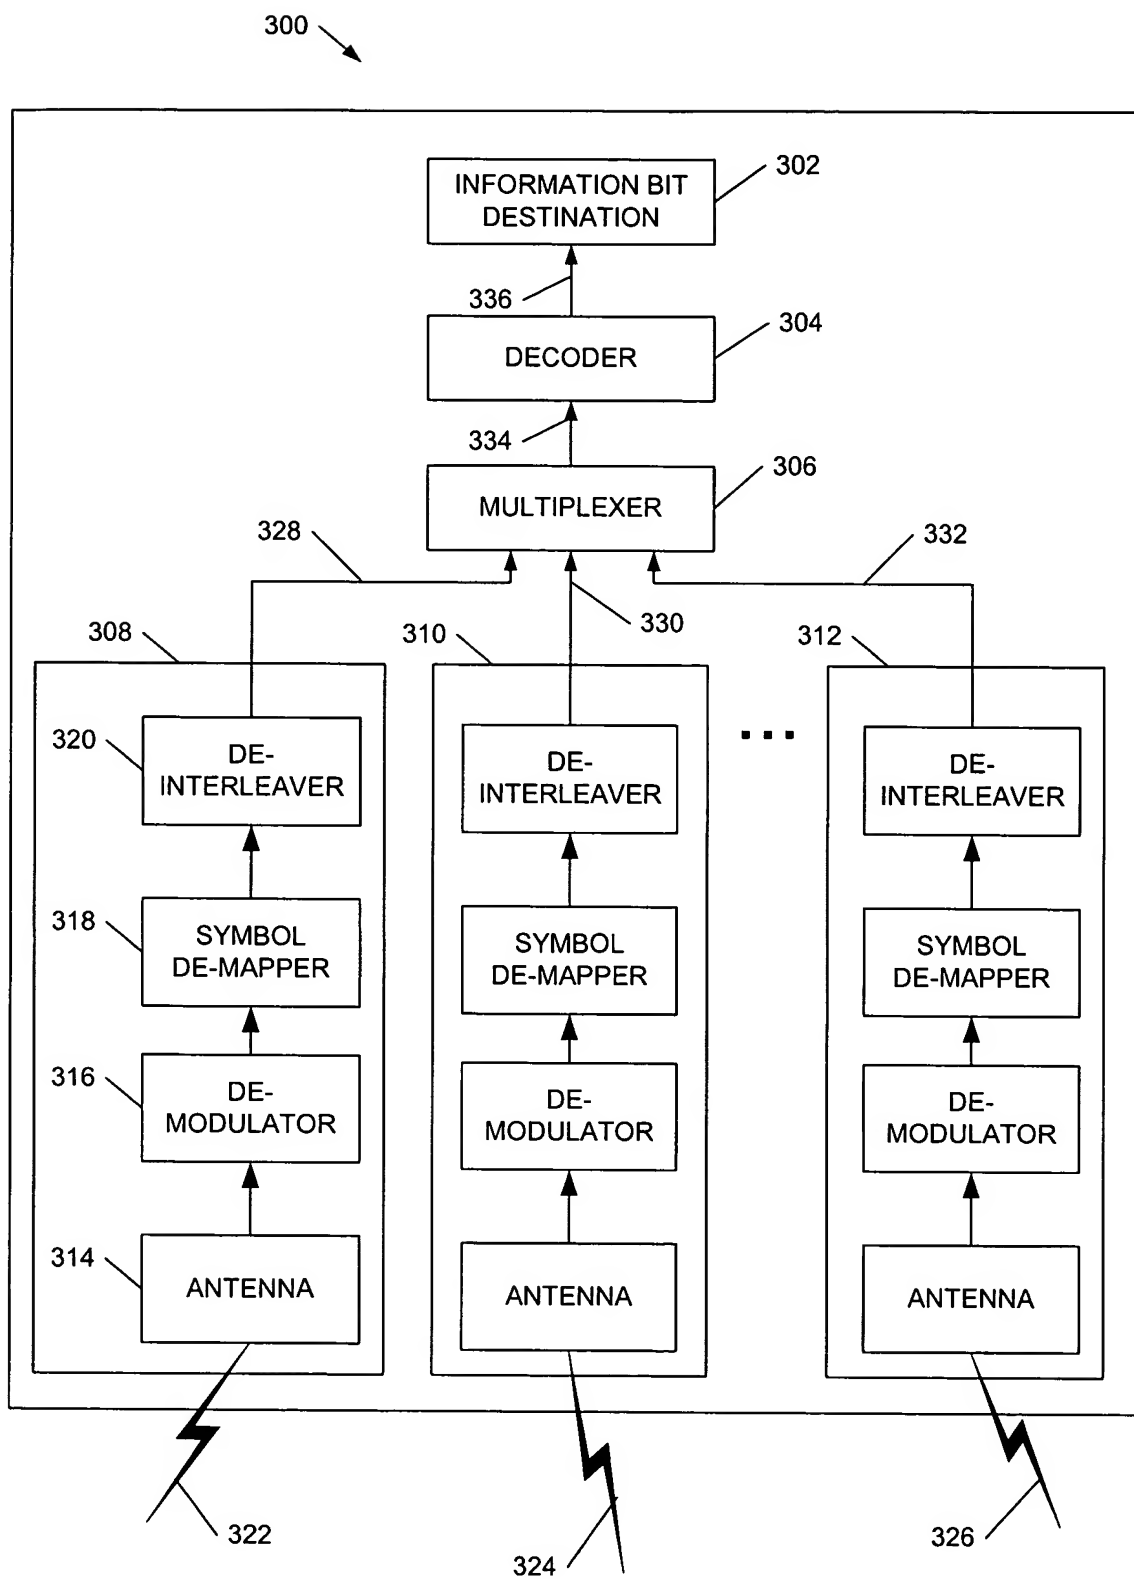 300
302
INFORMATION BIT
DESTINATION
336
304
DECODER
334
306
MULTIPLEXER
328
332
330
308
310
312
320
DE-
INTERLEAVER
DE-
INTERLEAVER
...
DE-
INTERLEAVER
318
SYMBOL
DE-MAPPER
SYMBOL
DE-MAPPER
SYMBOL
DE-MAPPER
316
DE-
MODULATOR
DE-
MODULATOR
DE-
MODULATOR
314
ANTENNA
ANTENNA
ANTENNA
322
324
326